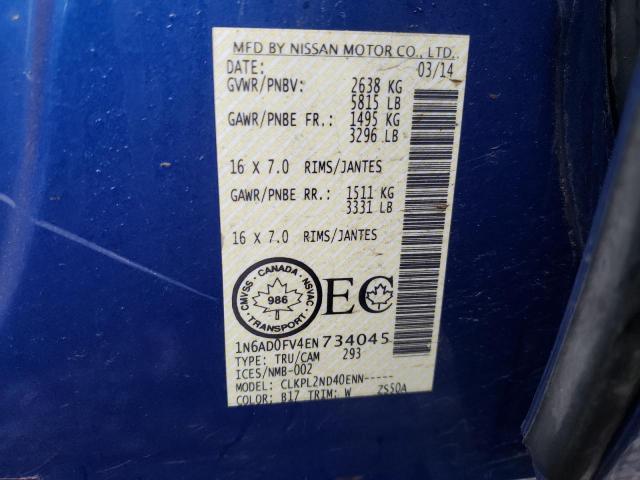 MFD BY NISSAN MOTOR CO., LTD.
DATE: 03/14
GVWR/PNBV: 2638 KG
5815 LB
GAWR/PNBE FR.: 1495 KG
3296 LB
16 X 7.0 RIMS/JANTES
GAWR/PNBE RR.: 1511 KG
3331 LB
16 X 7.0 RIMS/JANTES
CMVSS - CANADA - NSVAC
986
TRANSPORT
EC
1N6AD0FV4EN734045
TYPE: TRU/CAM 293
ICES/NMB-002
MODEL: CLKPL2ND40ENN-----
COLOR: B17 TRIM: W ZSS0A